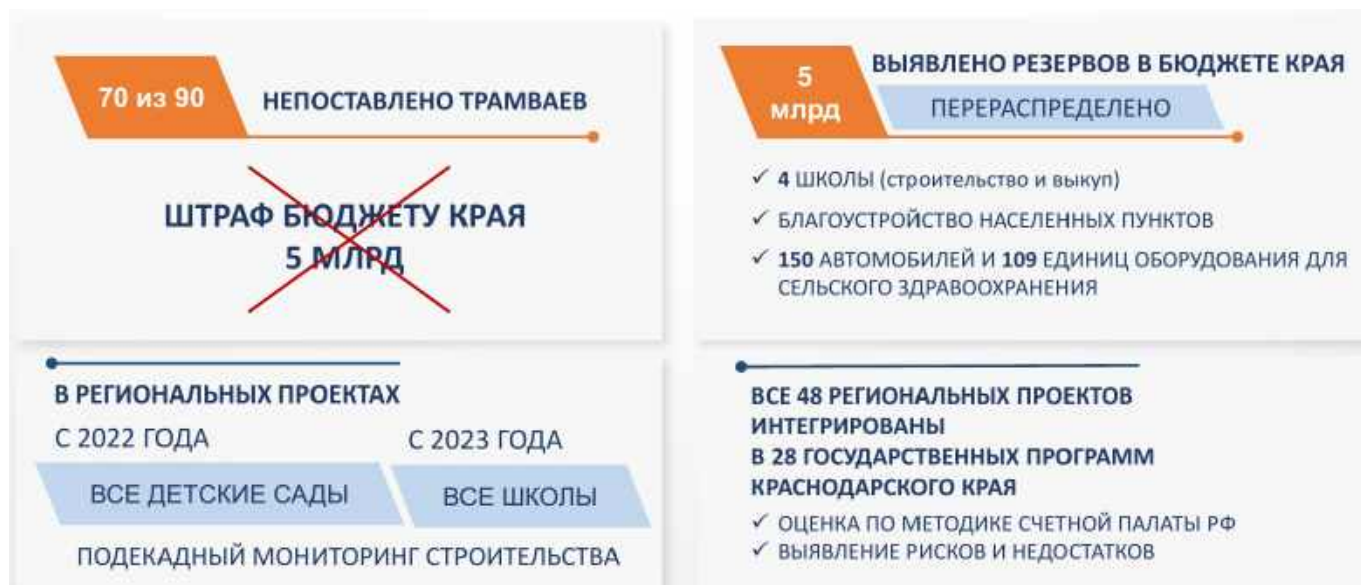 70 из 90
НЕПОСТАВЛЕНО ТРАМВАЕВ
ШТРАФ БЮДЖЕТУ КРАЯ
5 МЛРД
5
млрд
ВЫЯВЛЕНО РЕЗЕРВОВ В БЮДЖЕТЕ КРАЯ
ПЕРЕРАСПРЕДЕЛЕНО
✓ 4 ШКОЛЫ (строительство и выкуп)
✓ БЛАГОУСТРОЙСТВО НАСЕЛЕННЫХ ПУНКТОВ
✓ 150 АВТОМОБИЛЕЙ И 109 ЕДИНИЦ ОБОРУДОВАНИЯ ДЛЯ
СЕЛЬСКОГО ЗДРАВООХРАНЕНИЯ
В РЕГИОНАЛЬНЫХ ПРОЕКТАХ
С 2022 ГОДА
С 2023 ГОДА
ВСЕ ДЕТСКИЕ САДЫ
ВСЕ ШКОЛЫ
ПОДЕКАДНЫЙ МОНИТОРИНГ СТРОИТЕЛЬСТВА
ВСЕ 48 РЕГИОНАЛЬНЫХ ПРОЕКТОВ
ИНТЕГРИРОВАНЫ
В 28 ГОСУДАРСТВЕННЫХ ПРОГРАММ
КРАСНОДАРСКОГО КРАЯ
✓ ОЦЕНКА ПО МЕТОДИКЕ СЧЕТНОЙ ПАЛАТЫ РФ
✓ ВЫЯВЛЕНИЕ РИСКОВ И НЕДОСТАТКОВ